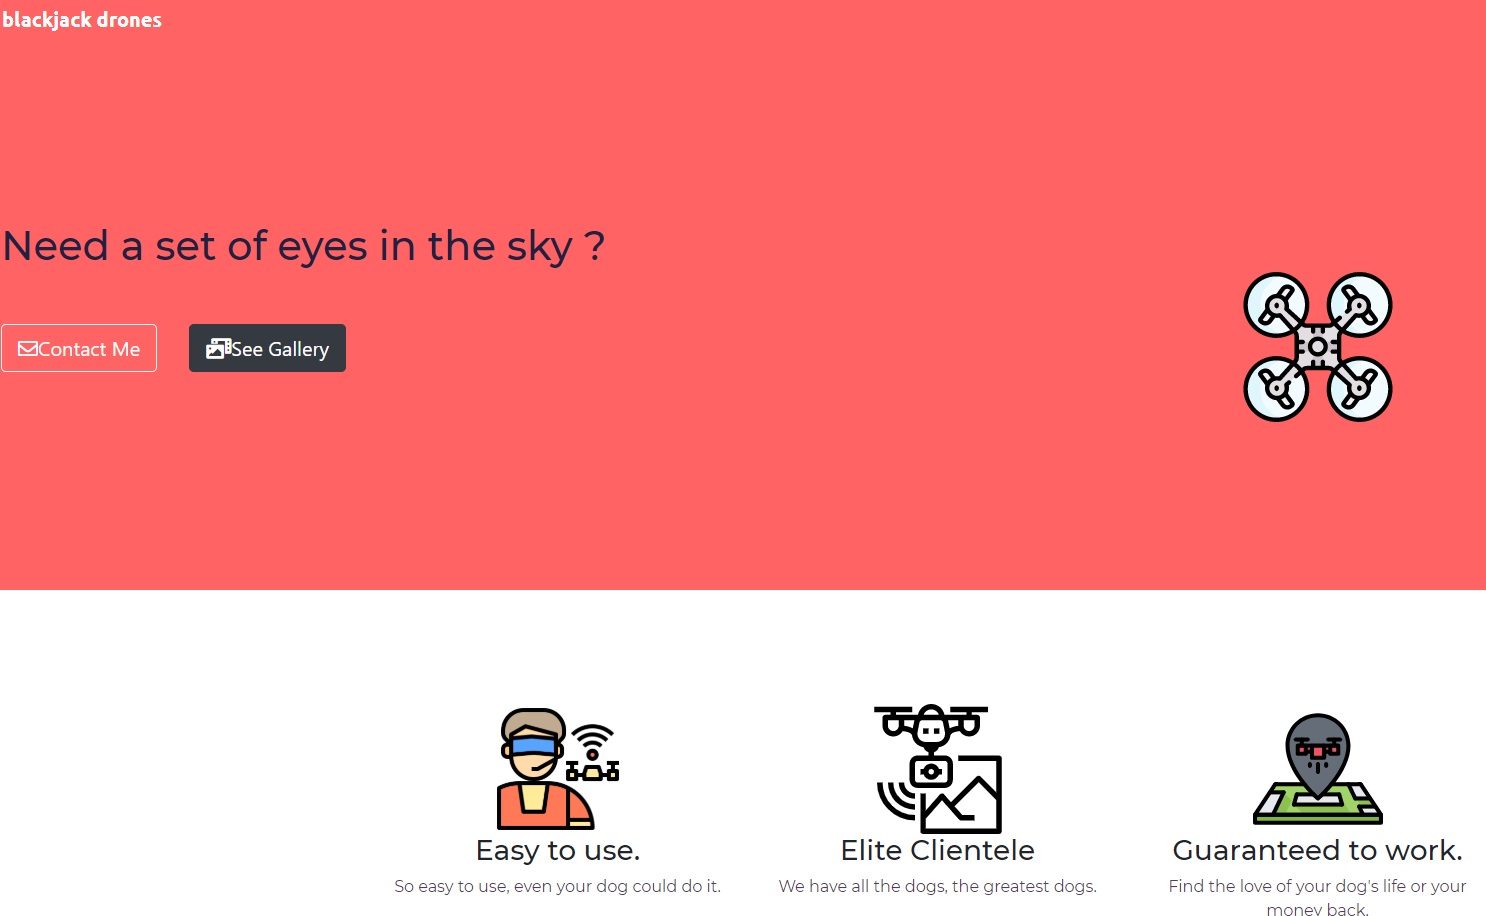 blackjack drones
Need a set of eyes in the sky ?
Contact Me
See Gallery
Easy to use.
So easy to use, even your dog could do it.
Elite Clientele
We have all the dogs, the greatest dogs.
Guaranteed to work.
Find the love of your dog's life or your
money back.